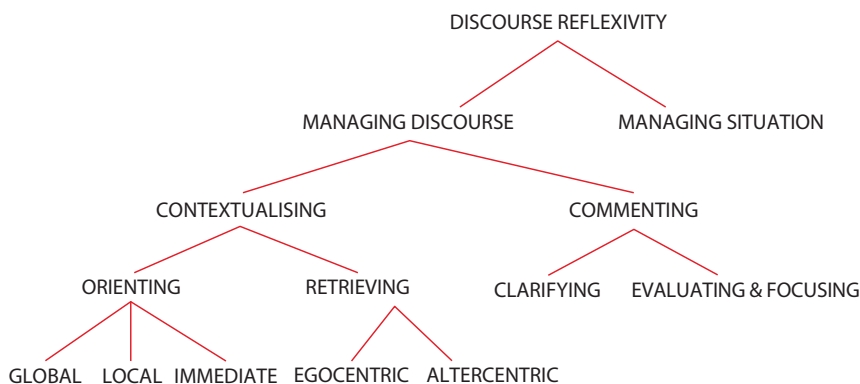 DISCOURSE REFLEXIVITY
MANAGING DISCOURSE MANAGING SITUATION
CONTEXTUALISING COMMENTING
ORIENTING RETRIEVING CLARIFYING EVALUATING & FOCUSING
GLOBAL LOCAL IMMEDIATE EGOCENTRIC ALTERCENTRIC